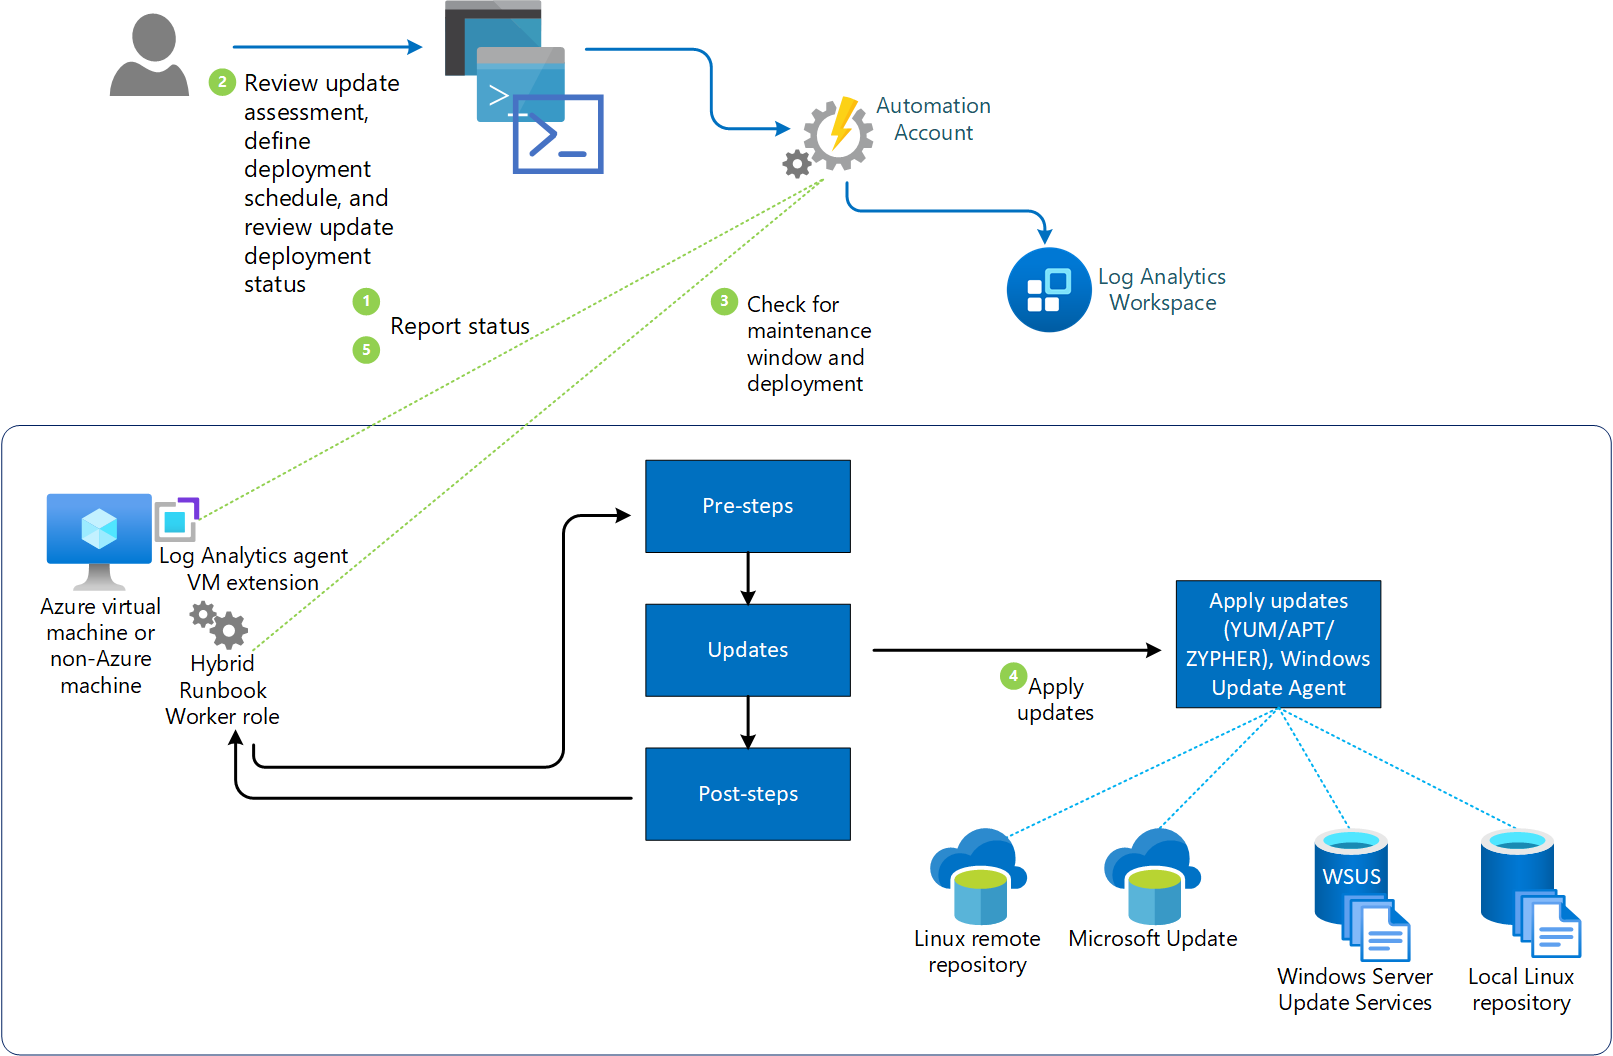 2
Review update
assessment,
define
deployment
schedule, and
review update
deployment
status
Automation
Account
Log Analytics
Workspace
1
Report status
5
3
Check for
maintenance
window and
deployment
Log Analytics agent
VM extension
Azure virtual
machine or
non-Azure
machine
Hybrid
Runbook
Worker role
Pre-steps
Updates
Post-steps
4
Apply
updates
Apply updates
(YUM/APT/
ZYPHER), Windows
Update Agent
Linux remote
repository
Microsoft Update
WSUS
Windows Server
Update Services
Local Linux
repository